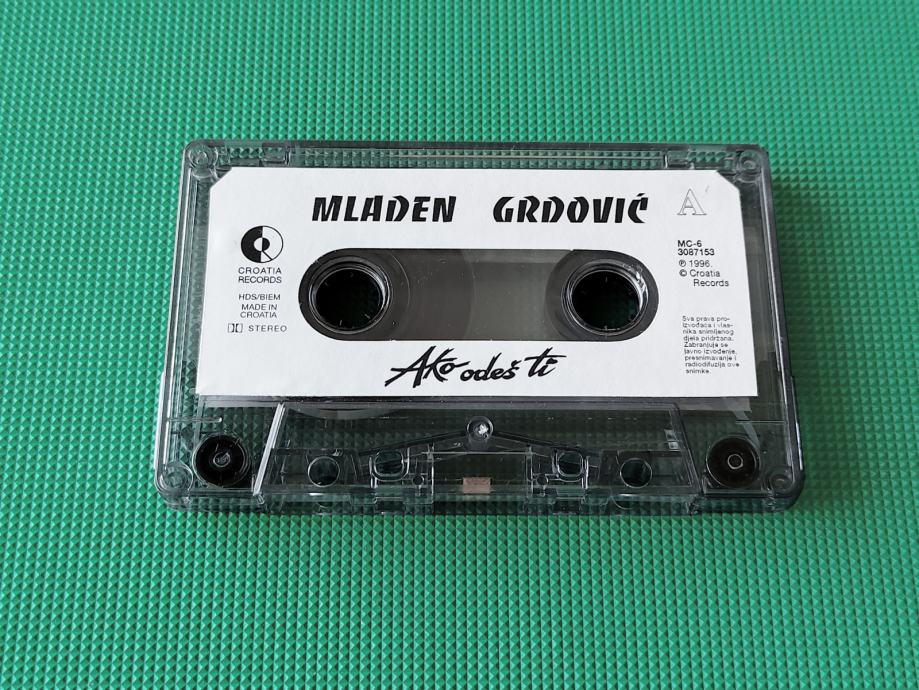 MLADEN GRDOVIĆ
A
CROATIA
RECORDS
HDS/BIEM
MADE IN
CROATIA
STEREO
MC-6
3087153
℗ 1996.
© Croatia
Records
Sva prava pro-
izvođača i vlas-
nika snimljenog
djela pridržana.
Zabranjuje se
javno izvođenje,
presnimavanje i
radiodifuzija ove
snimke.
Ako odeš ti